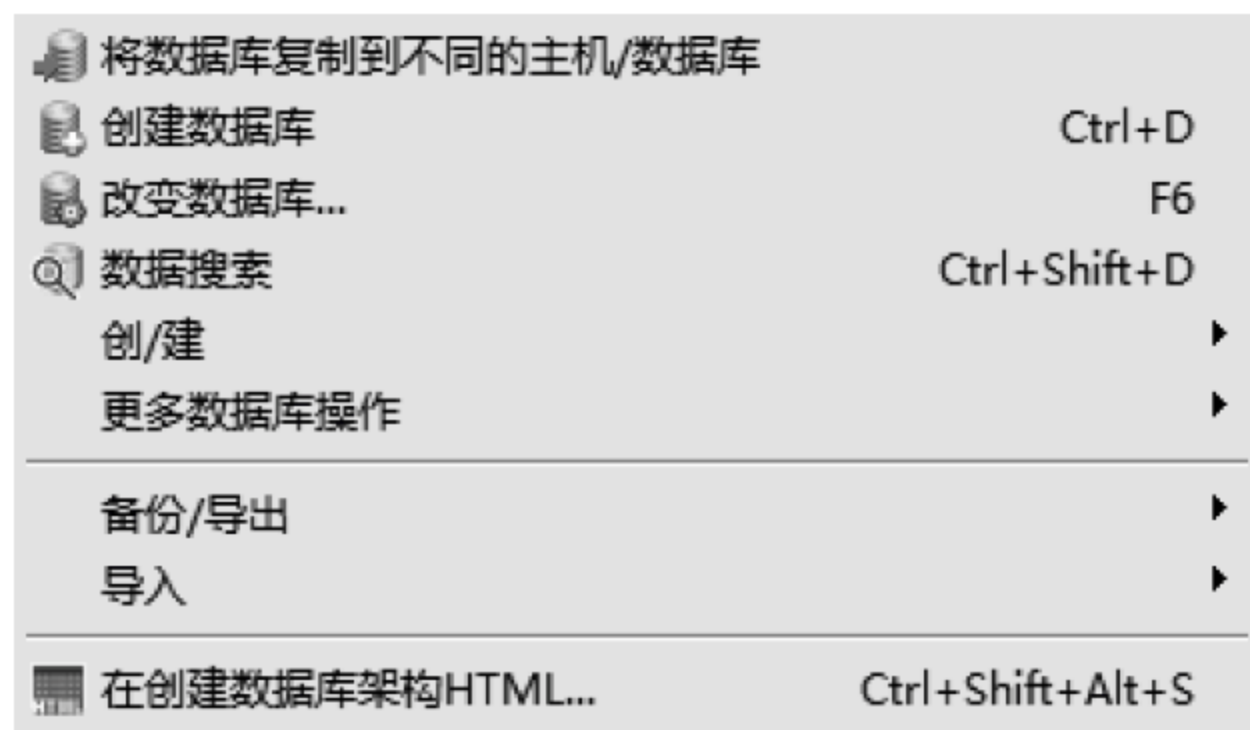 将数据库复制到不同的主机/数据库
创建数据库 Ctrl+D
改变数据库... F6
数据搜索 Ctrl+Shift+D
创/建
更多数据库操作
备份/导出
导入
在创建数据库架构HTML... Ctrl+Shift+Alt+S